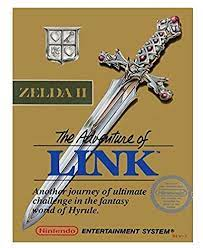 ZELDA II
The Adventure of
LINK
Another journey of ultimate
challenge in the fantasy
world of Hyrule.
Nintendo ENTERTAINMENT SYSTEM®